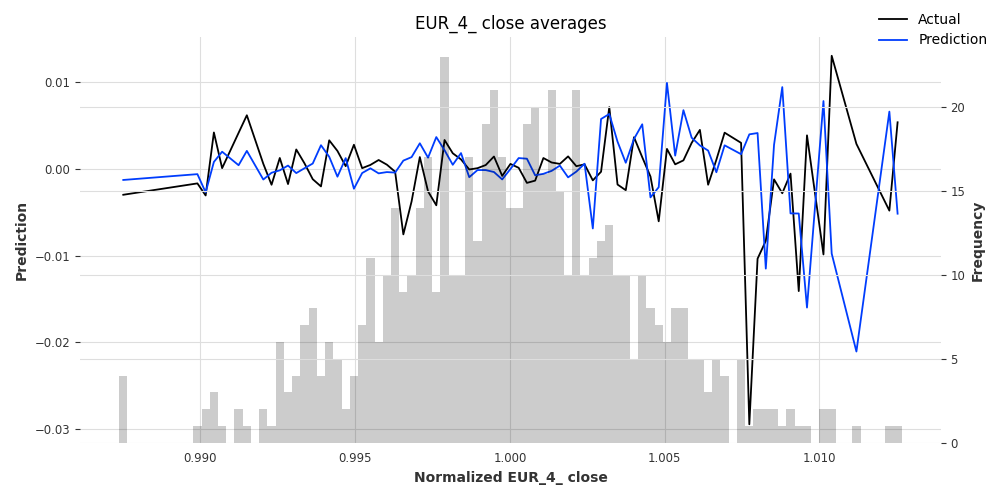 EUR_4_ close averages
Actual
Prediction
0.01
0.00
−0.01
−0.02
−0.03
Prediction
20
15
10
5
0
Frequency
0.990
0.995
1.000
1.005
1.010
Normalized EUR_4_ close